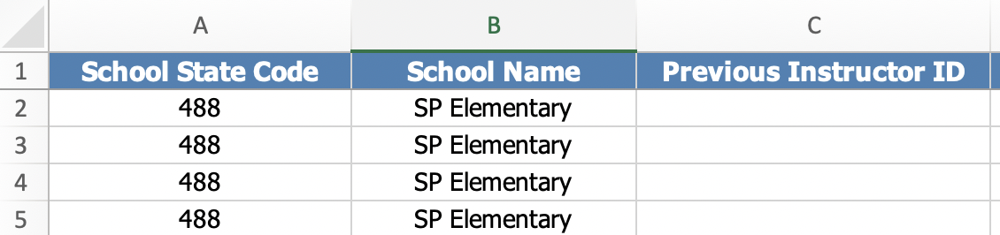 A B C
1 School State Code School Name Previous Instructor ID
2 488 SP Elementary
3 488 SP Elementary
4 488 SP Elementary
5 488 SP Elementary